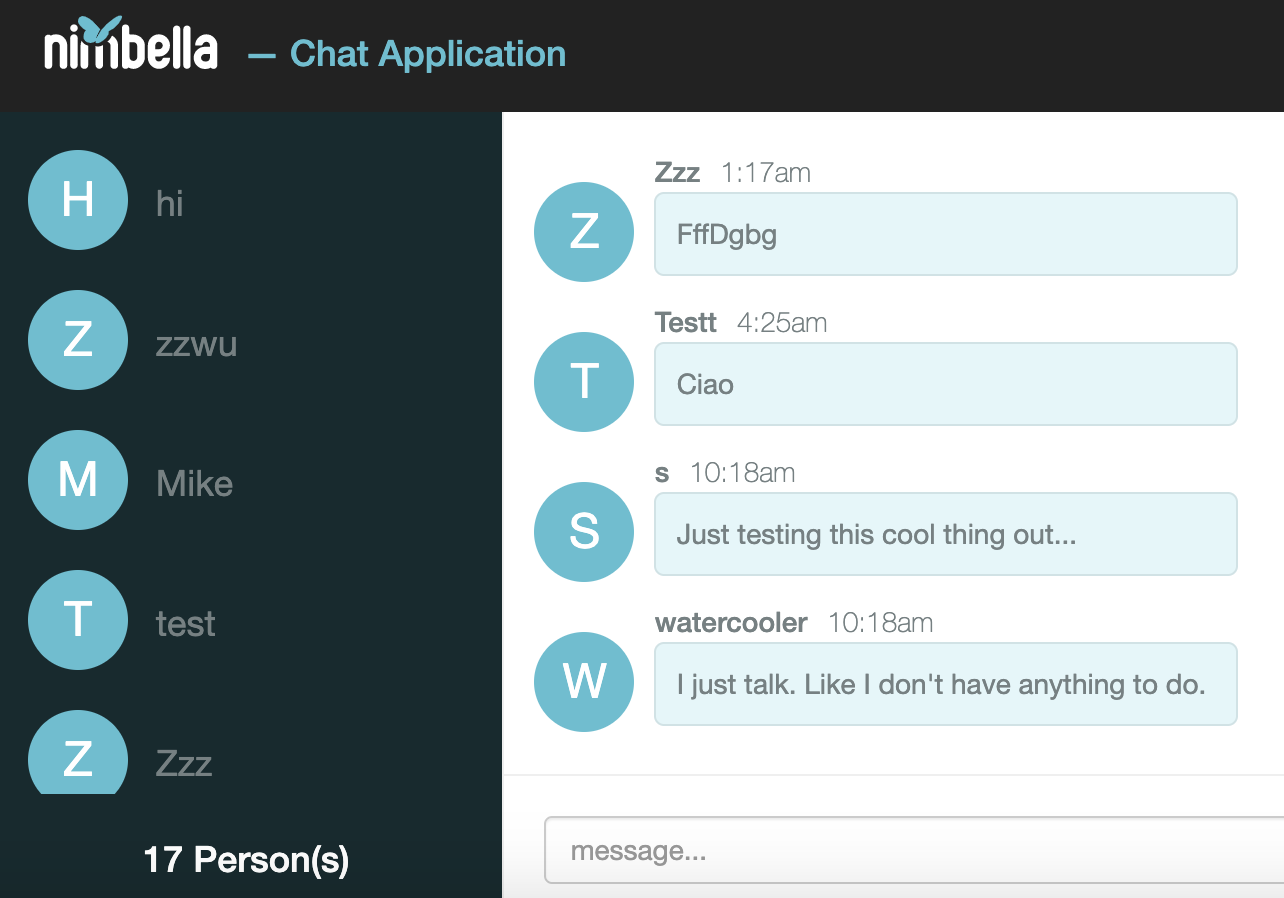 nimbella — Chat Application
H hi
Z zzwu
M Mike
T test
Z Zzz
17 Person(s)
Zzz 1:17am
Z FffDgbg
Testt 4:25am
T Ciao
s 10:18am
S Just testing this cool thing out...
watercooler 10:18am
W I just talk. Like I don't have anything to do.
message...